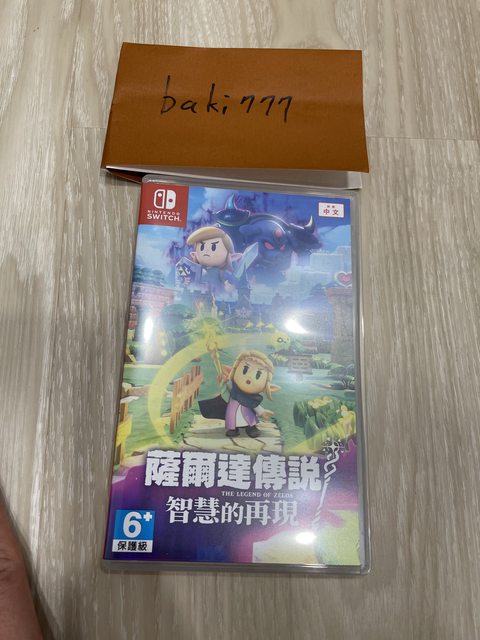 baki777
NINTENDO
SWITCH
中文
薩爾達傳說
THE LEGEND OF ZELDA
智慧的再現
6+
保護級